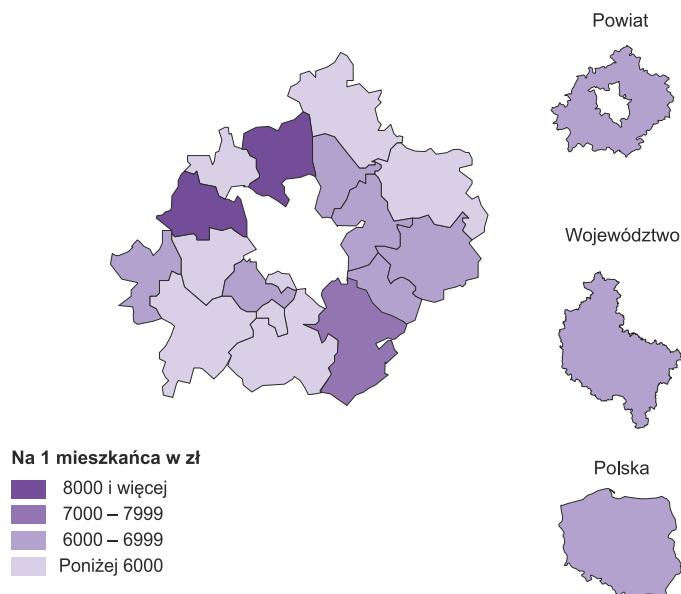 Powiat
Województwo
Polska
Na 1 mieszkańca w zł
8000 i więcej
7000 – 7999
6000 – 6999
Poniżej 6000